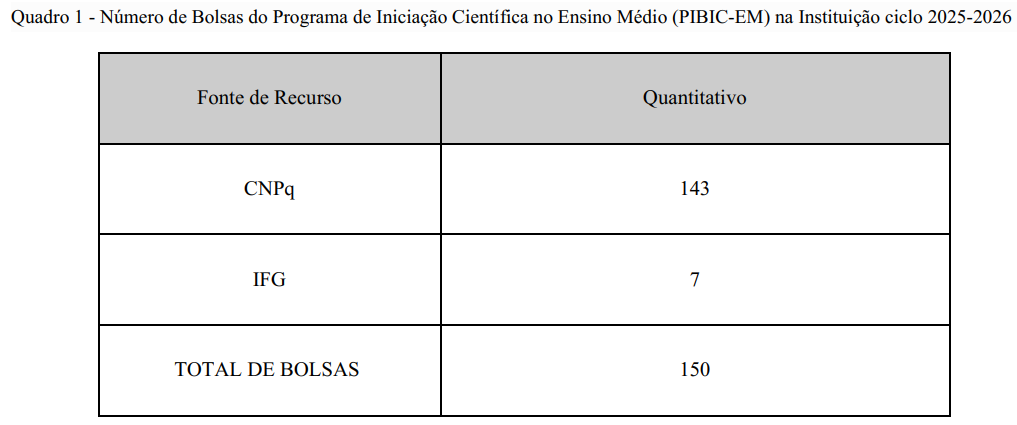 Quadro 1 - Número de Bolsas do Programa de Iniciação Científica no Ensino Médio (PIBIC-EM) na Instituição ciclo 2025-2026
Fonte de Recurso Quantitativo
CNPq 143
IFG 7
TOTAL DE BOLSAS 150